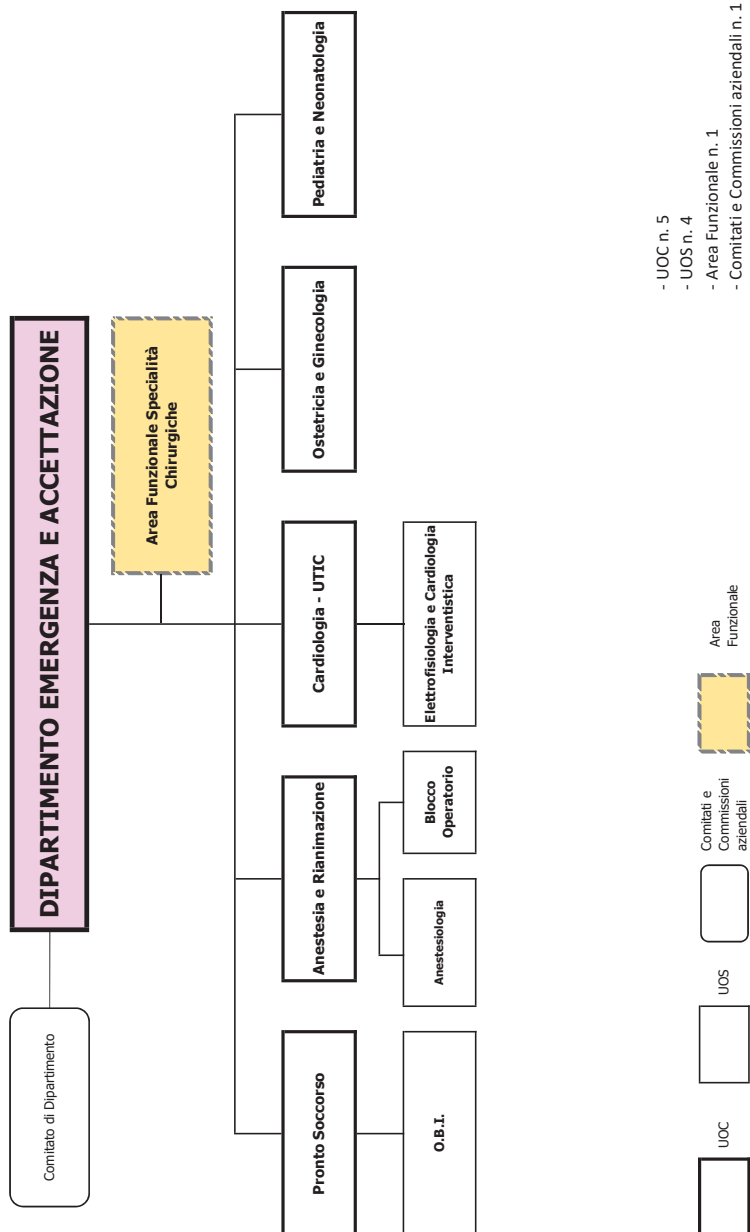 DIPARTIMENTO EMERGENZA E ACCETTAZIONE
Comitato di Dipartimento
Area Funzionale Specialità
Chirurgiche
Pronto Soccorso
Anestesia e Rianimazione
Cardiologia - UTIC
Ostetricia e Ginecologia
Pediatria e Neonatologia
O.B.I.
Anestesiologia
Blocco
Operatorio
Elettrofisiologia e Cardiologia
Interventistica
- UOC n. 5
- UOS n. 4
- Area Funzionale n. 1
- Comitati e Commissioni aziendali n. 1
UOC
UOS
Comitati e
Commissioni
aziendali
Area
Funzionale